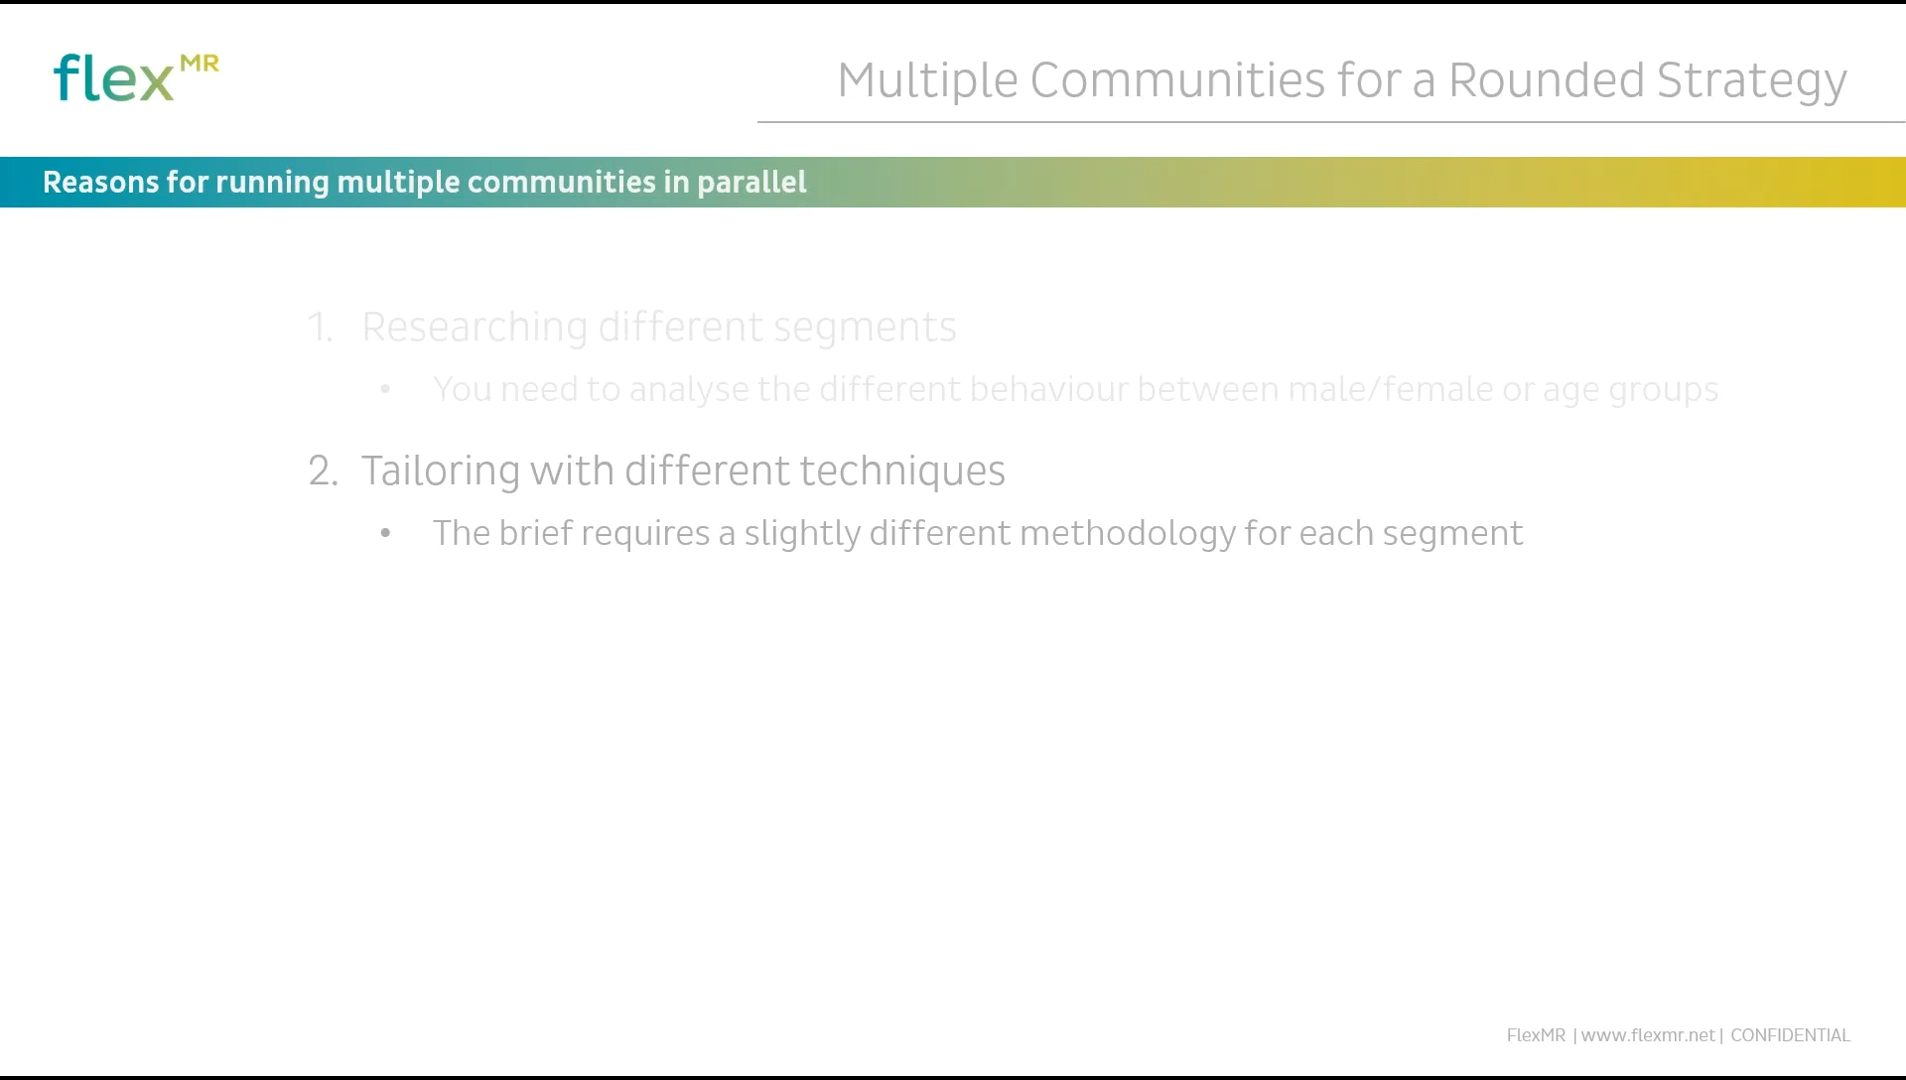 flexMR
Multiple Communities for a Rounded Strategy
Reasons for running multiple communities in parallel
1. Researching different segments
• You need to analyse the different behaviour between male/female or age groups
2. Tailoring with different techniques
• The brief requires a slightly different methodology for each segment
FlexMR | www.flexmr.net | CONFIDENTIAL